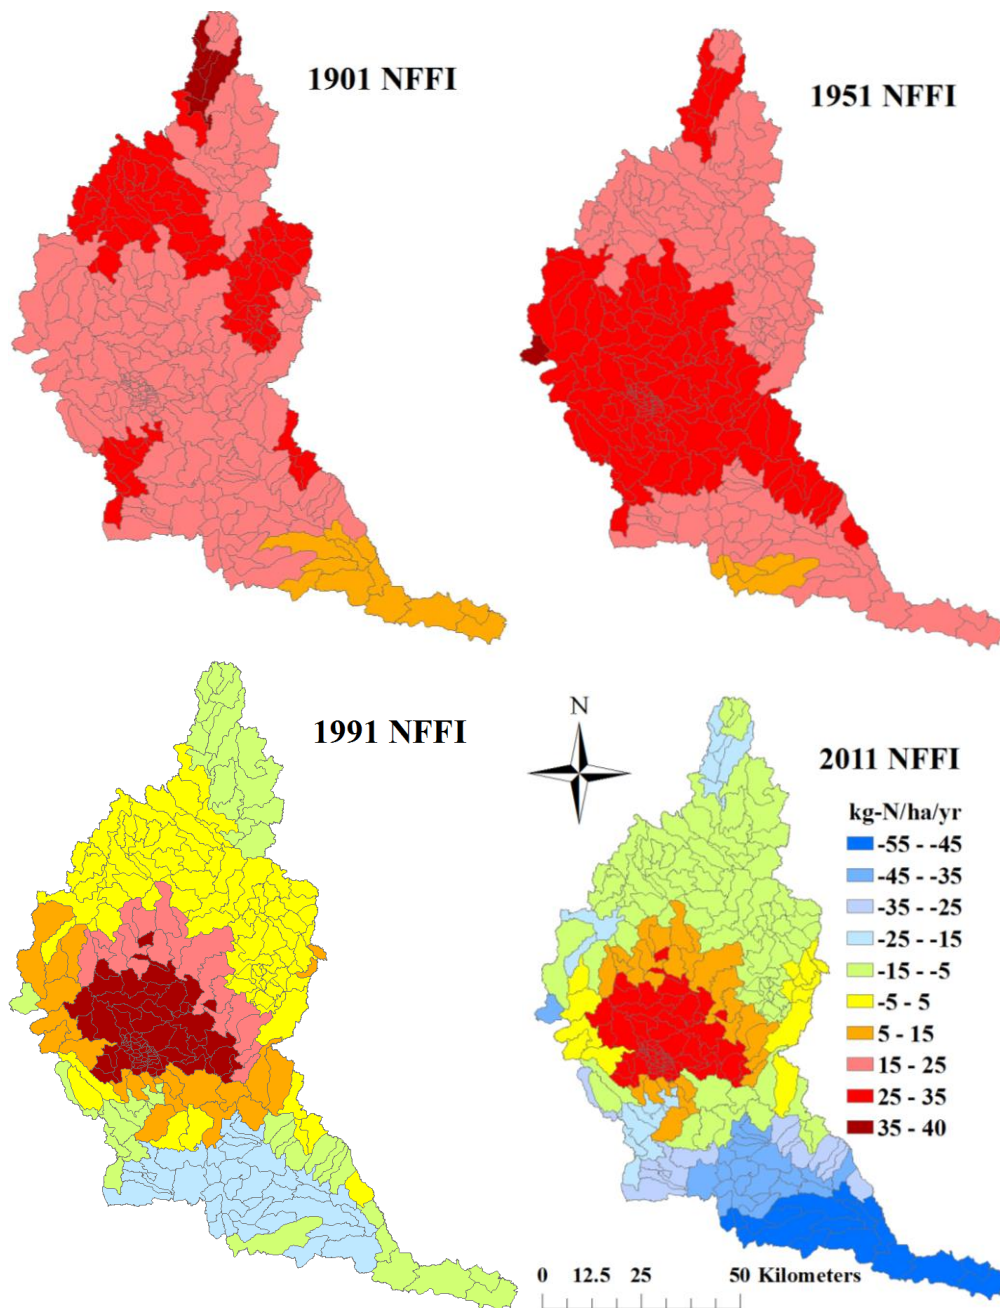 1901 NFFI
1951 NFFI
1991 NFFI
N
2011 NFFI
kg-N/ha/yr
-55 - -45
-45 - -35
-35 - -25
-25 - -15
-15 - -5
-5 - 5
5 - 15
15 - 25
25 - 35
35 - 40
0 12.5 25 50 Kilometers